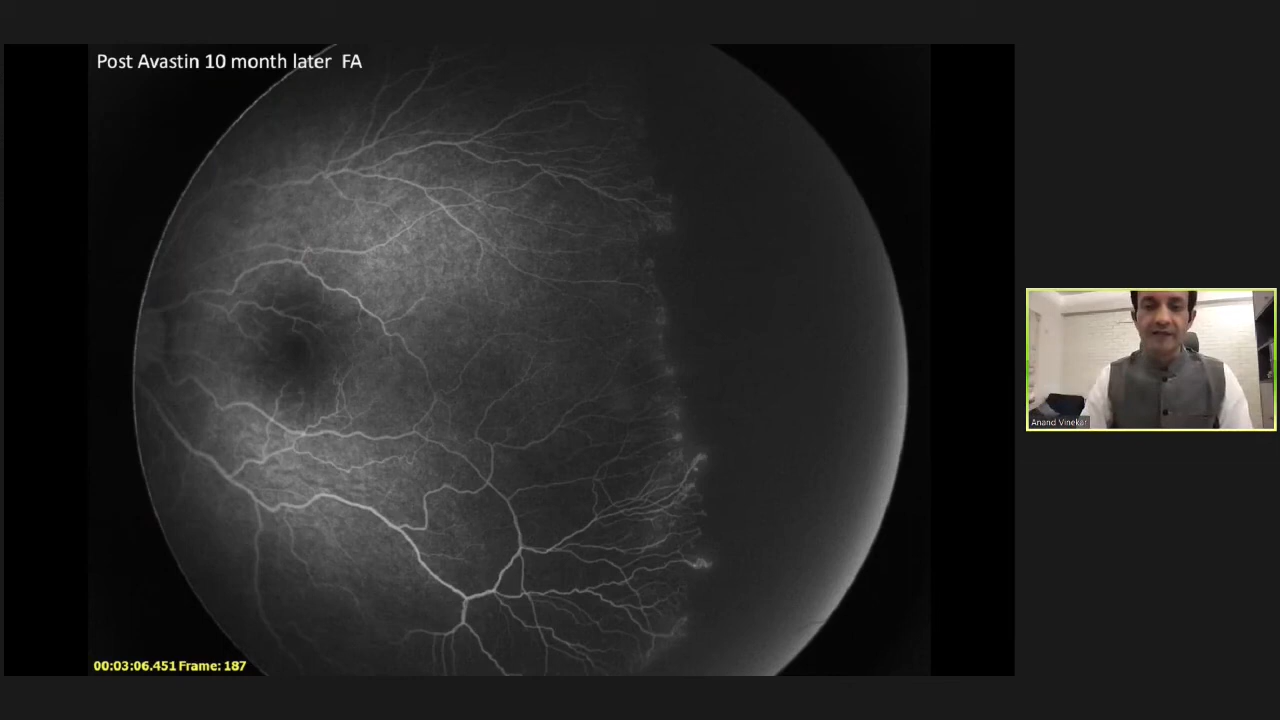 Post Avastin 10 month later FA
00:03:06.451 Frame: 187
Anand Vinekar